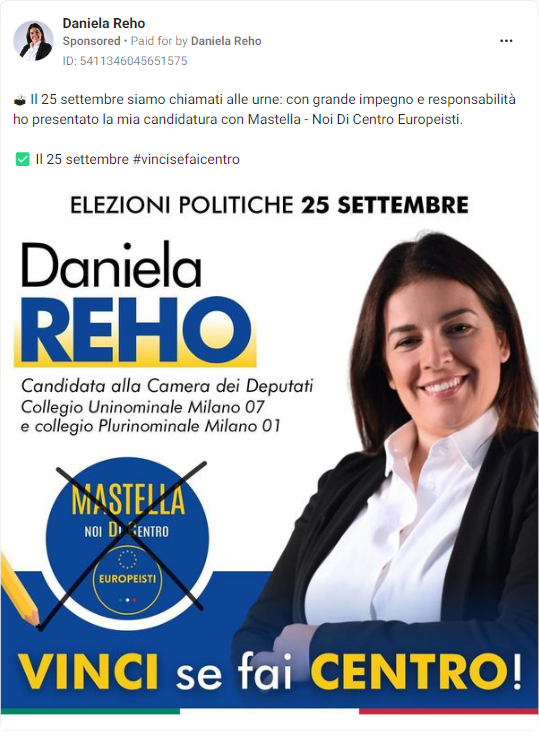 Daniela Reho
Sponsored • Paid for by Daniela Reho
ID: 5411346045651575
Il 25 settembre siamo chiamati alle urne: con grande impegno e responsabilità
ho presentato la mia candidatura con Mastella - Noi Di Centro Europeisti.
Il 25 settembre #vincisefaicentro
ELEZIONI POLITICHE 25 SETTEMBRE
Daniela
REHO
Candidata alla Camera dei Deputati
Collegio Uninominale Milano 07
e collegio Plurinominale Milano 01
MASTELLA
NOI DI CENTRO
EUROPEISTI
VINCI se fai CENTRO!